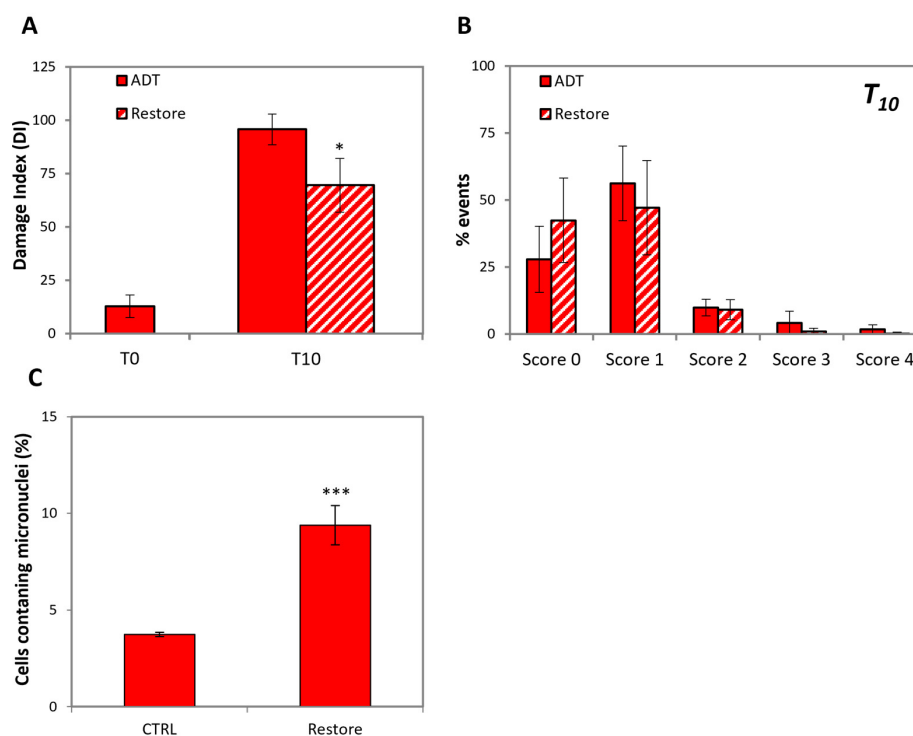 A
Damage Index (DI)
125
100
75
50
25
0
ADT
Restore
*
T0
T10
B
% events
100
75
50
25
0
ADT
Restore
T10
Score 0
Score 1
Score 2
Score 3
Score 4
C
Cells contaning micronuclei (%)
15
10
5
0
***
CTRL
Restore